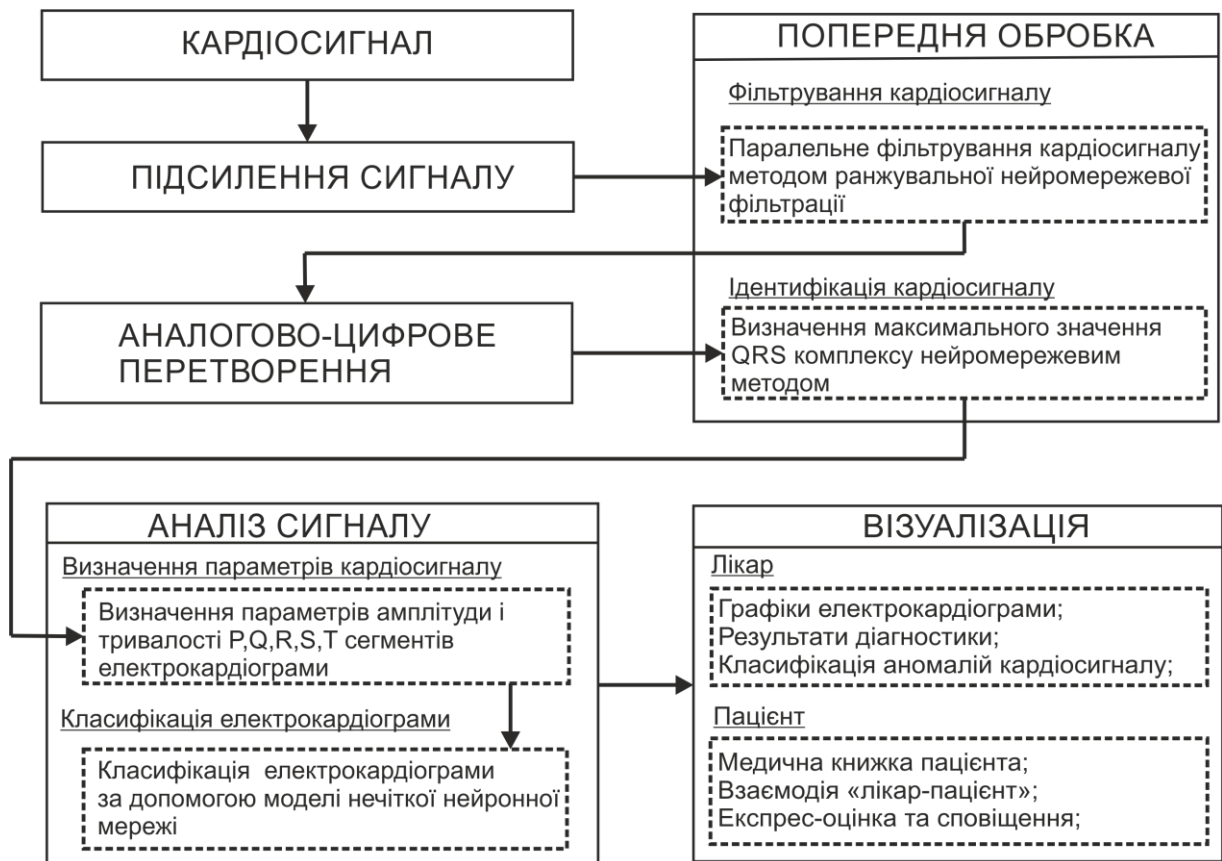 КАРДІОСИГНАЛ
ПІДСИЛЕННЯ СИГНАЛУ
АНАЛОГОВО-ЦИФРОВЕ
ПЕРЕТВОРЕННЯ
ПОПЕРЕДНЯ ОБРОБКА
Фільтрування кардіосигналу
Паралельне фільтрування кардіосигналу
методом ранжувальної нейромережевої
фільтрації
Ідентифікація кардіосигналу
Визначення максимального значення
QRS комплексу нейромережевим
методом
АНАЛІЗ СИГНАЛУ
Визначення параметрів кардіосигналу
Визначення параметрів амплітуди і
тривалості P,Q,R,S,T сегментів
електрокардіограми
Класифікація електрокардіограми
Класифікація електрокардіограми
за допомогою моделі нечіткої нейронної
мережі
ВІЗУАЛІЗАЦІЯ
Лікар
Графіки електрокардіограми;
Результати діагностики;
Класифікація аномалій кардіосигналу;
Пацієнт
Медична книжка пацієнта;
Взаємодія «лікар-пацієнт»;
Експрес-оцінка та сповіщення;